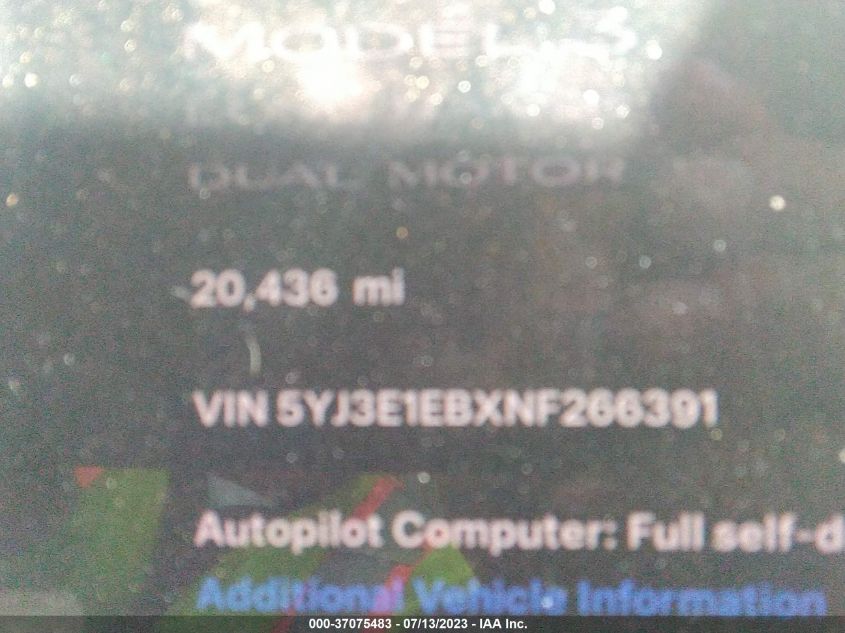 MODEL 3
DUAL MOTOR
20,436 mi
VIN 5YJ3E1EBXNF266391
Autopilot Computer: Full self-d
Additional Vehicle Information
000-37075483 - 07/13/2023 - IAA Inc.